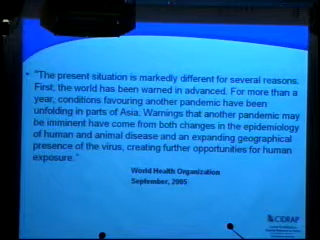 "The present situation is markedly different for several reasons.
First, the world has been warned in advanced. For more than a
year, conditions favouring another pandemic have been
unfolding in parts of Asia. Warnings that another pandemic may
be imminent have come from both changes in the epidemiology
of human and animal disease and an expanding geographical
presence of the virus, creating further opportunities for human
exposure."
World Health Organization
September, 2005
CIDRAP